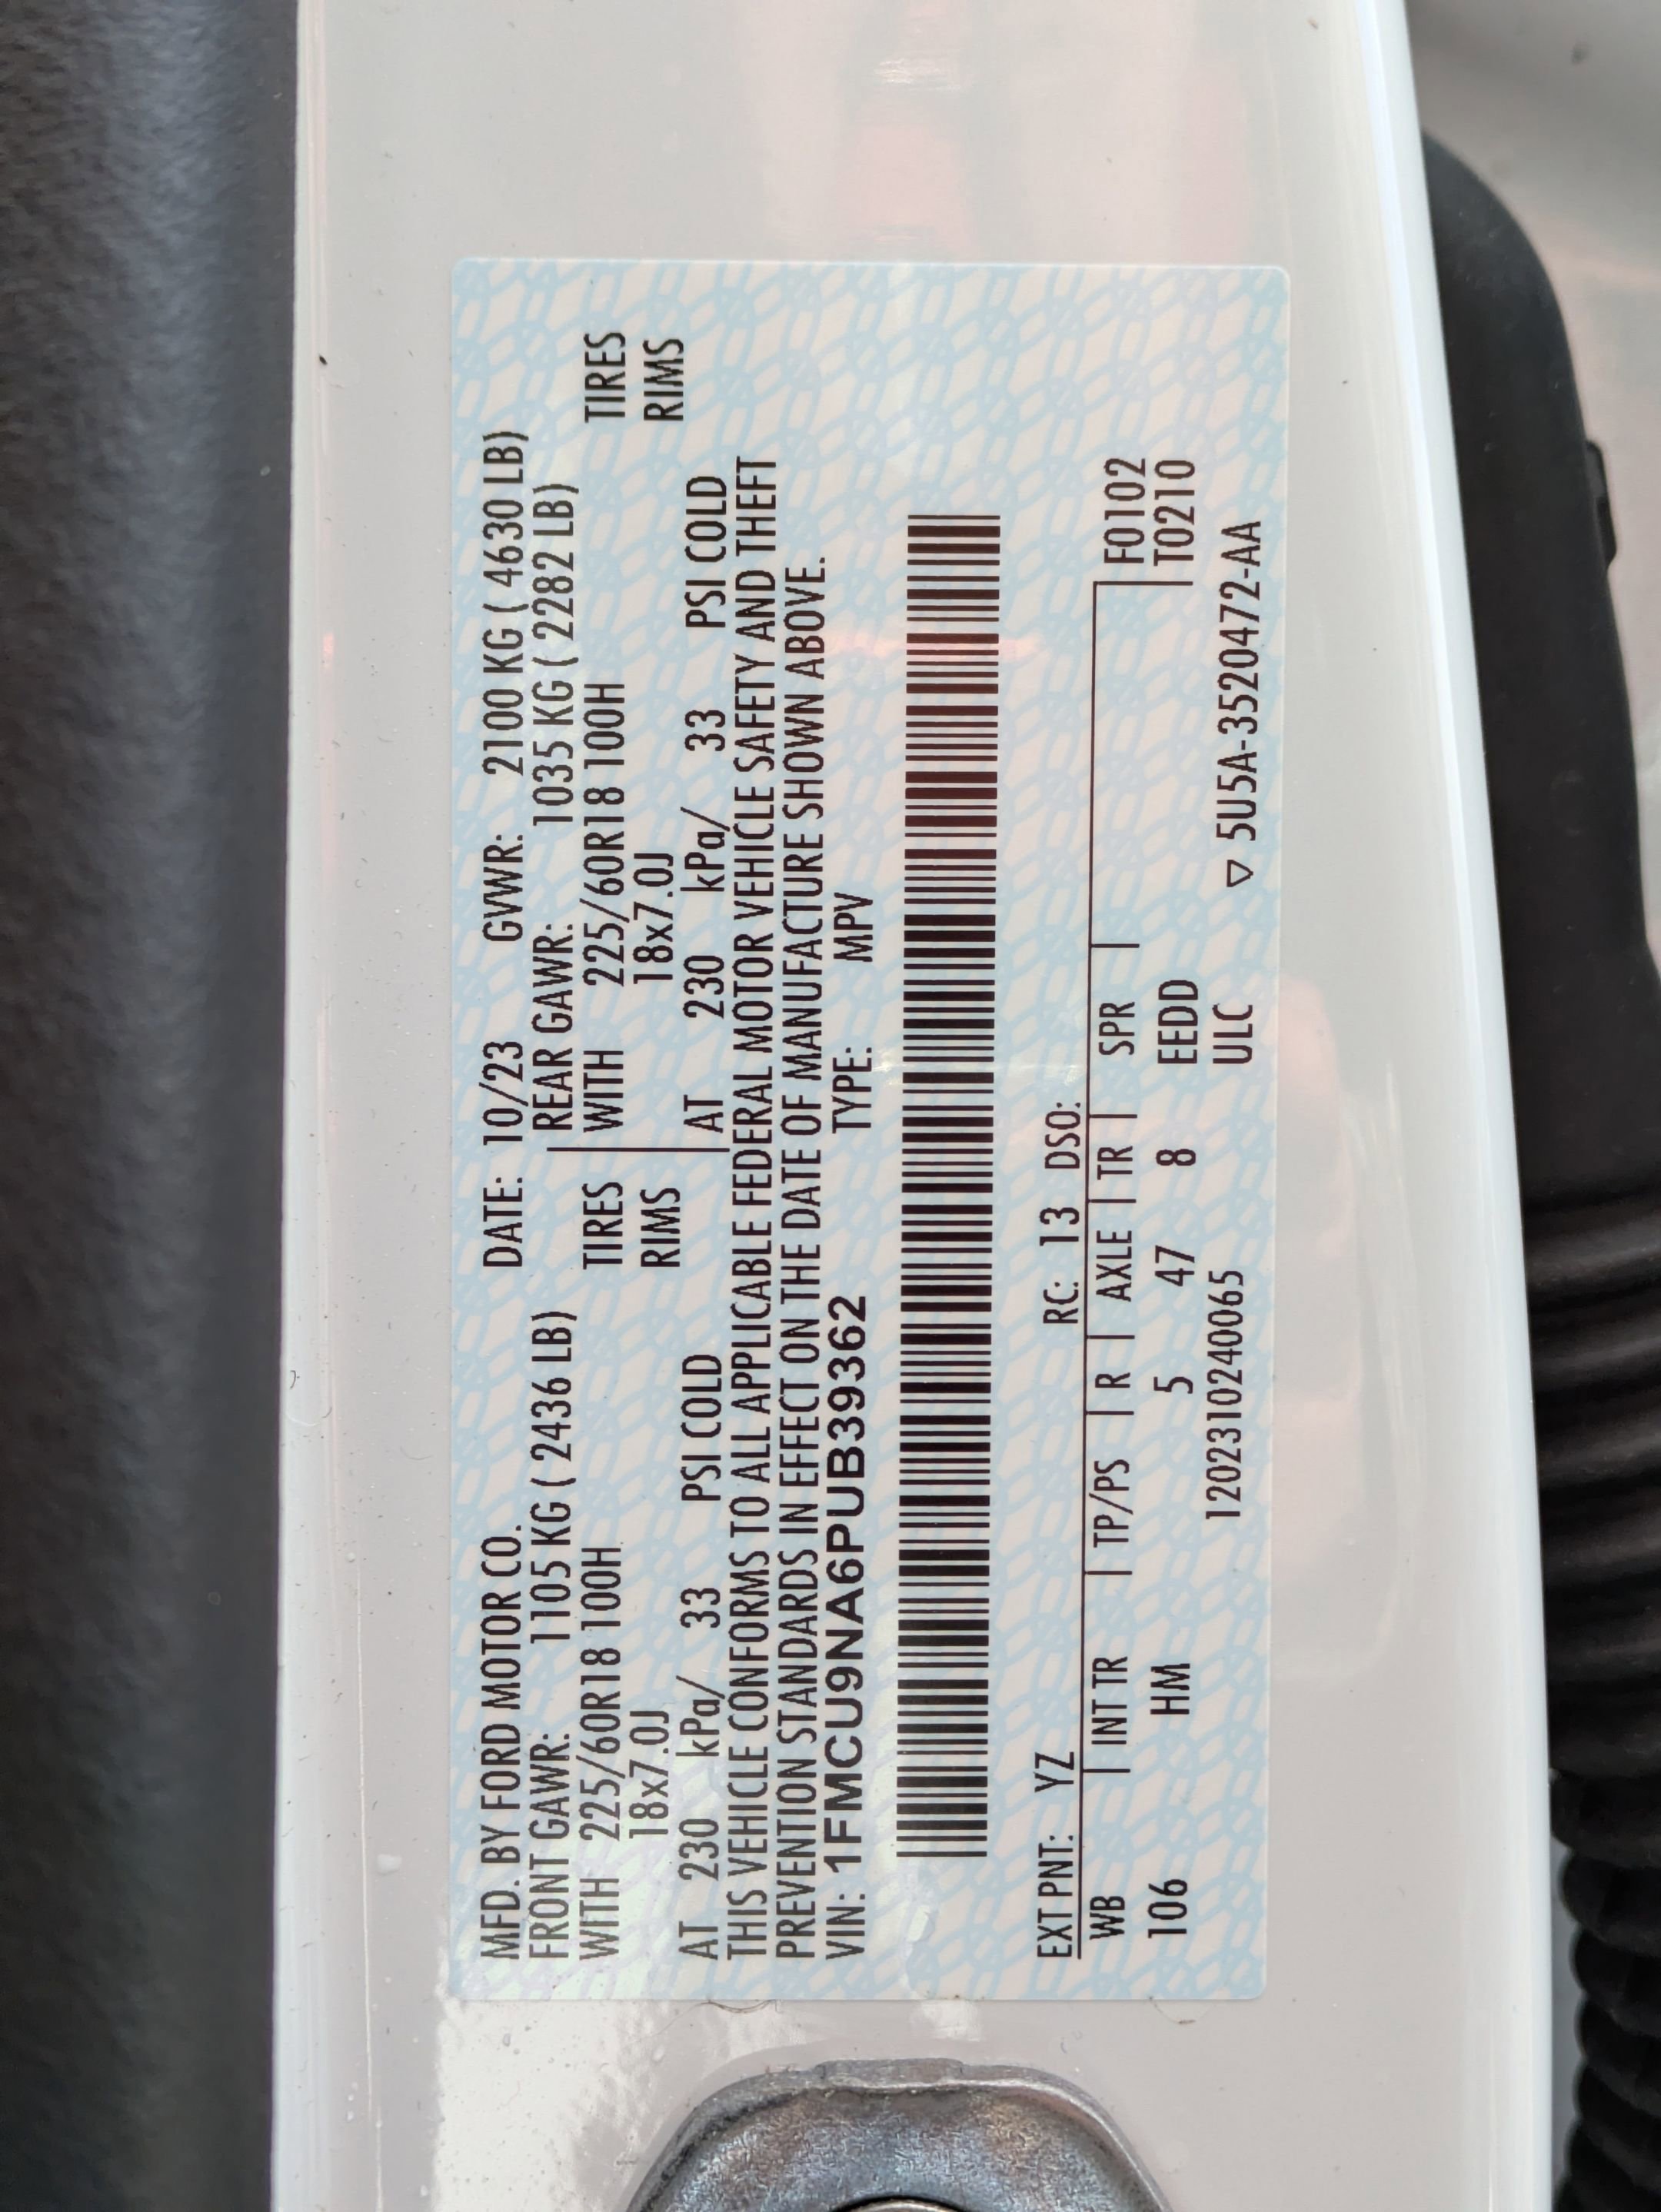 MFD. BY FORD MOTOR CO. DATE: 10/23 GVWR: 2100 KG ( 4630 LB)
FRONT GAWR: 1105 KG ( 2436 LB) REAR GAWR: 1035 KG ( 2282 LB)
WITH 225/60R18 100H TIRES WITH 225/60R18 100H TIRES
18x7.0J RIMS 18x7.0J RIMS
AT 230 kPa/ 33 PSI COLD AT 230 kPa/ 33 PSI COLD
THIS VEHICLE CONFORMS TO ALL APPLICABLE FEDERAL MOTOR VEHICLE SAFETY AND THEFT
PREVENTION STANDARDS IN EFFECT ON THE DATE OF MANUFACTURE SHOWN ABOVE.
VIN: 1FMCU9NA6PUB39362 TYPE: MPV
EXT PNT: YZ RC: 13 DSO:
WB | INT TR | TP/PS | R | AXLE | TR | SPR | F0102
106 HM 5 47 8 EEDD T0210
1202310240065 ULC ▽ 5U5A-3520472-AA